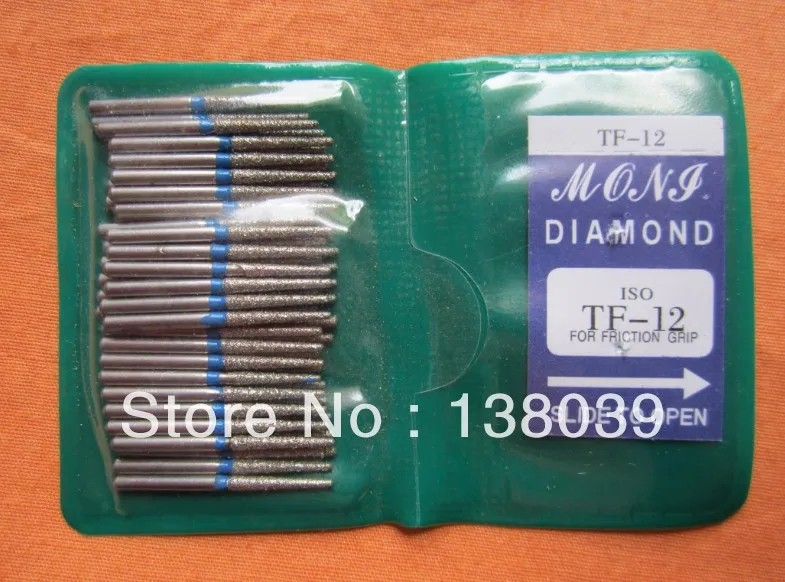 TF-12
MONI
DIAMOND
ISO
TF-12
FOR FRICTION GRIP
SLIDE TO OPEN
Store No : 138039